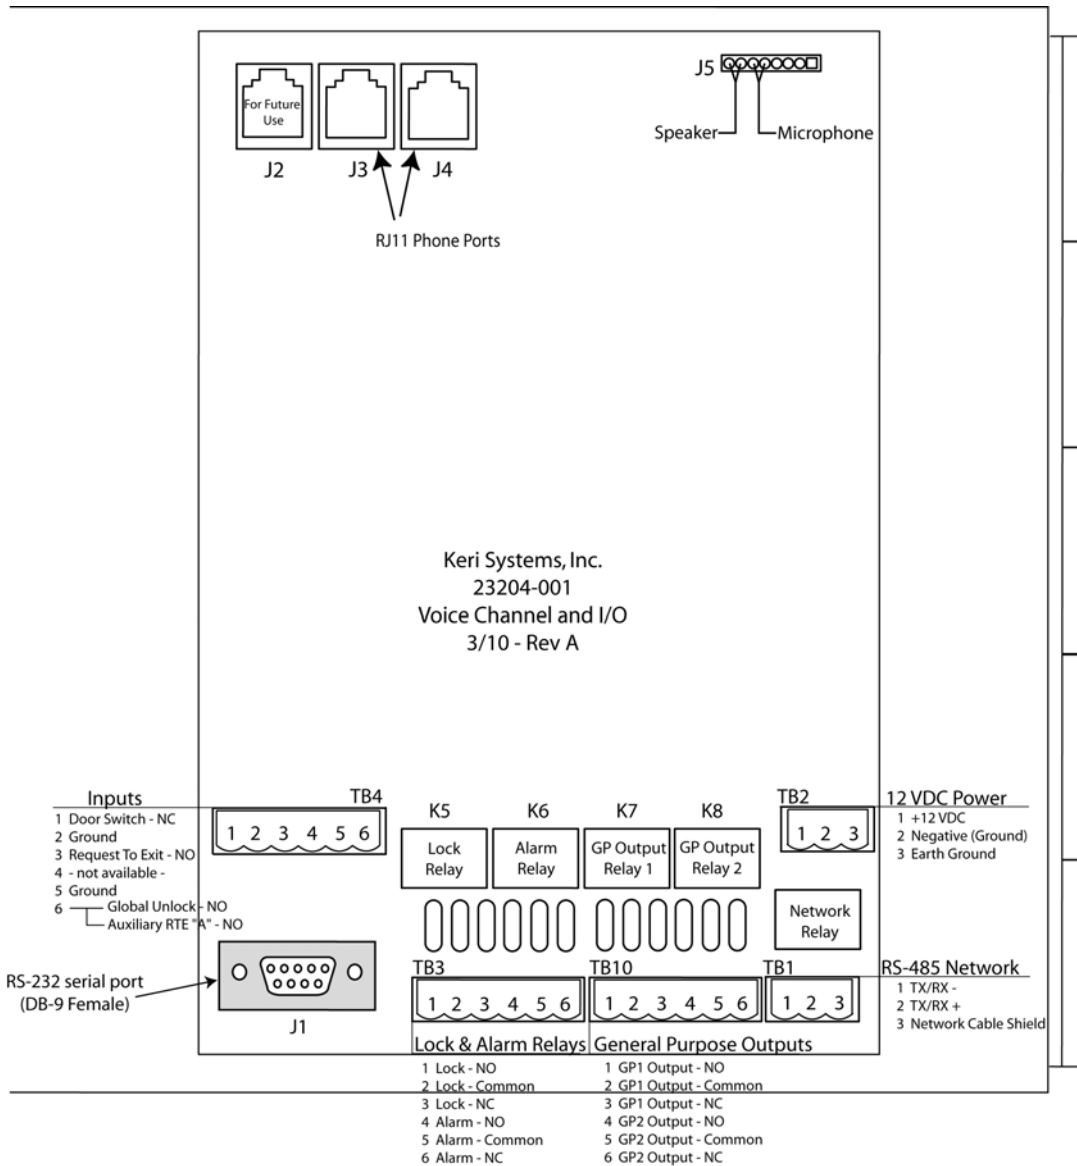 For Future
Use
J2
J3
J4
RJ11 Phone Ports
J5
Speaker
Microphone
Keri Systems, Inc.
23204-001
Voice Channel and I/O
3/10 - Rev A
Inputs
1 Door Switch - NC
2 Ground
3 Request To Exit - NO
4 - not available -
5 Ground
6 Global Unlock - NO
Auxiliary RTE "A" - NO
TB4
1 2 3 4 5 6
K5
Lock
Relay
K6
Alarm
Relay
K7
GP Output
Relay 1
K8
GP Output
Relay 2
TB2
1 2 3
12 VDC Power
1 +12 VDC
2 Negative (Ground)
3 Earth Ground
Network
Relay
RS-232 serial port
(DB-9 Female)
J1
TB3
1 2 3 4 5 6
TB10
1 2 3 4 5 6
TB1
1 2 3
RS-485 Network
1 TX/RX -
2 TX/RX +
3 Network Cable Shield
Lock & Alarm Relays
1 Lock - NO
2 Lock - Common
3 Lock - NC
4 Alarm - NO
5 Alarm - Common
6 Alarm - NC
General Purpose Outputs
1 GP1 Output - NO
2 GP1 Output - Common
3 GP1 Output - NC
4 GP2 Output - NO
5 GP2 Output - Common
6 GP2 Output - NC